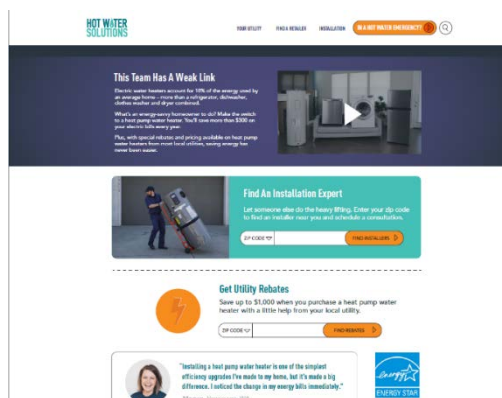 HOT WATER
SOLUTIONS
YOUR UTILITY
FIND A RETAILER
INSTALLATION
IN A HOT WATER EMERGENCY?
This Team Has A Weak Link
Electric water heaters account for 18% of the energy used by
an average home – more than a refrigerator, dishwasher,
clothes washer and dryer combined.
What's an energy-savvy homeowner to do? Make the switch
to a heat pump water heater. You'll save more than $300 on
your electric bills every year.
Plus, with special rebates and pricing available on heat pump
water heaters from most local utilities, saving energy has
never been easier.
Find An Installation Expert
Let someone else do the heavy lifting. Enter your zip code
to find an installer near you and schedule a consultation.
ZIP CODE
FIND INSTALLERS
Get Utility Rebates
Save up to $1,000 when you purchase a heat pump water
heater with a little help from your local utility.
ZIP CODE
FIND REBATES
"Installing a heat pump water heater is one of the simplest
efficiency upgrades I've made to my home, but it's made a big
difference. I noticed the change in my energy bills immediately."
energy
ENERGY STAR